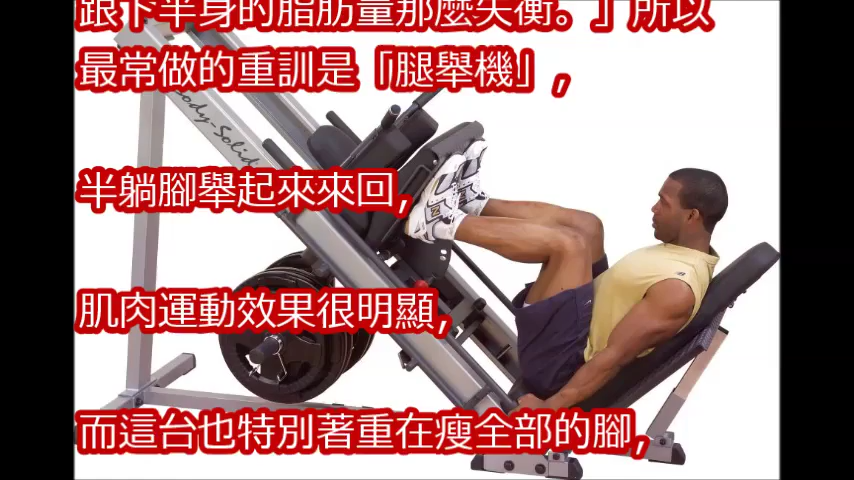 跟下半身的脂肪量那麼失衡。」所以
最常做的重訓是「腿舉機」,
Body-Solid
半躺腳舉起來來回,
肌肉運動效果很明顯,
而這台也特別著重在瘦全部的腳,